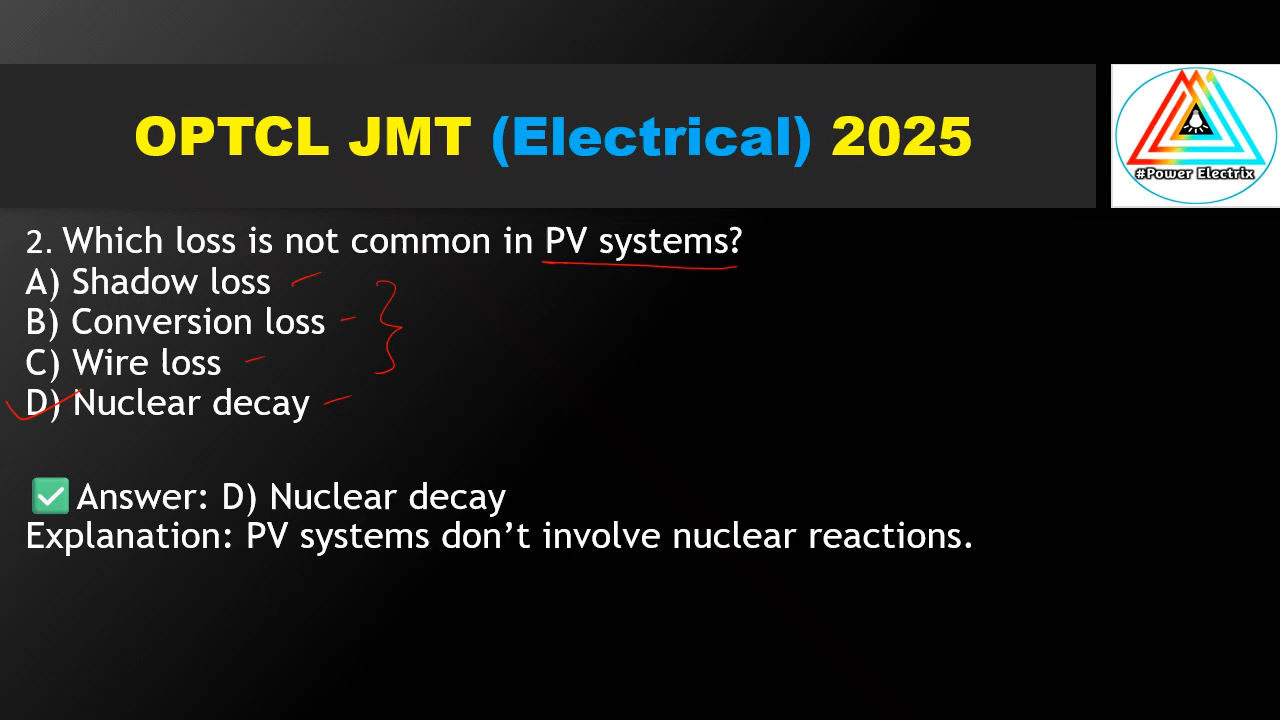 OPTCL JMT (Electrical) 2025
#Power Electrix
2. Which loss is not common in PV systems?
A) Shadow loss
B) Conversion loss
C) Wire loss
D) Nuclear decay
✅ Answer: D) Nuclear decay
Explanation: PV systems don’t involve nuclear reactions.